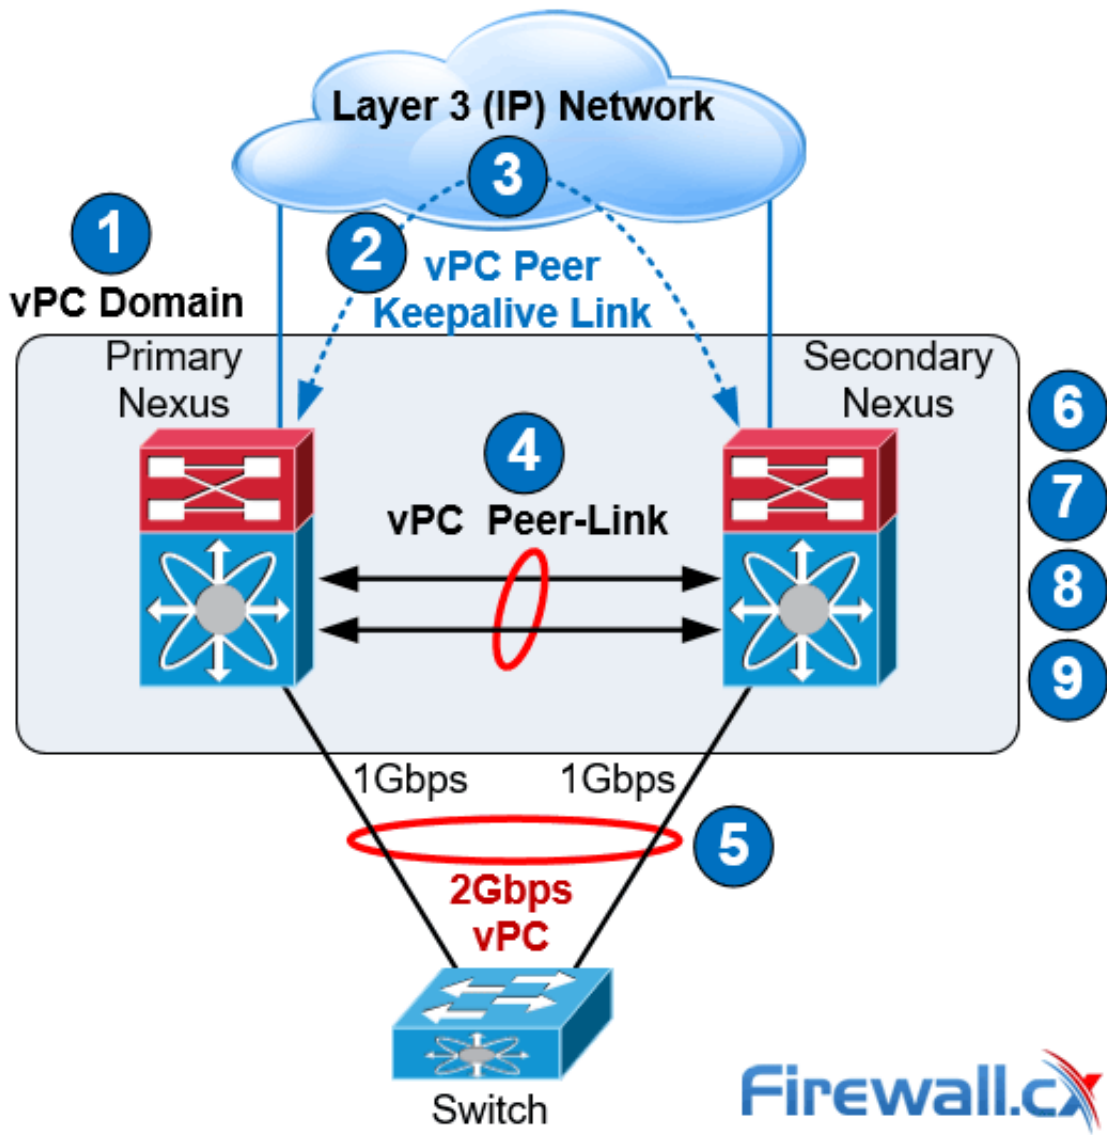 Layer 3 (IP) Network
3
1
2
vPC Domain
vPC Peer
Keepalive Link
Primary
Nexus
Secondary
Nexus
6
4
7
vPC Peer-Link
8
9
1Gbps
1Gbps
5
2Gbps
vPC
Switch
Firewall.cx